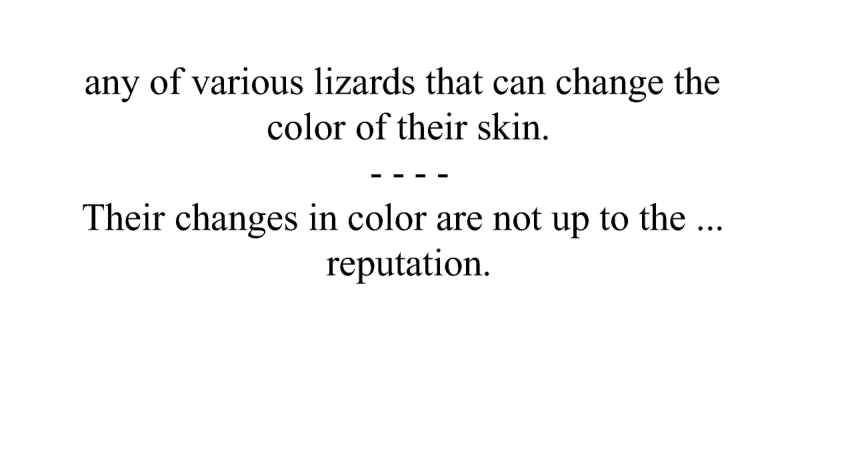 any of various lizards that can change the
color of their skin.
- - - -
Their changes in color are not up to the ...
reputation.